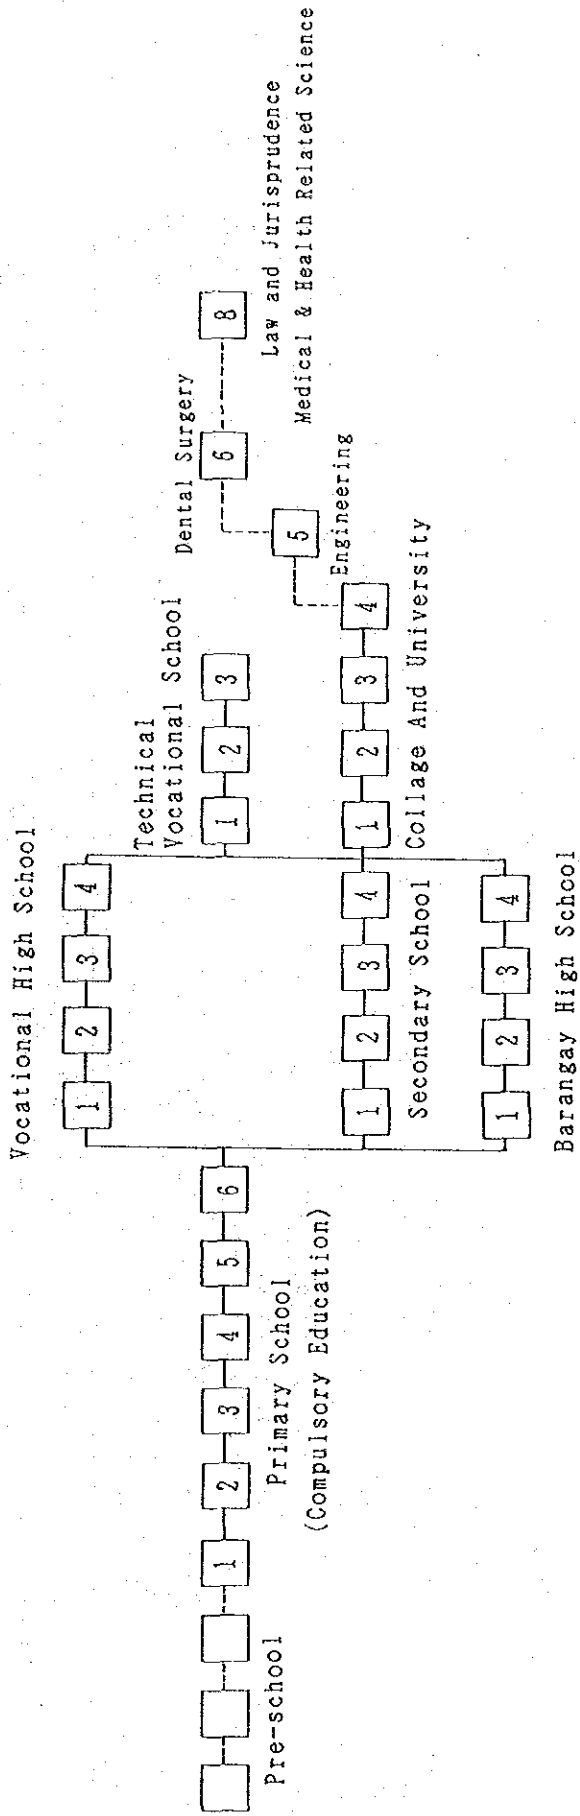 Vocational High School
1 2 3 4
Technical
Vocational School
1 2 3
Dental Surgery
6 8
Law and Jurisprudence
Medical & Health Related Science
5
Engineering
1 2 3 4 5 6
Primary School
(Compulsory Education)
Pre-school
1 2 3 4
Secondary School
1 2 3 4
Collage And University
1 2 3 4
Barangay High School